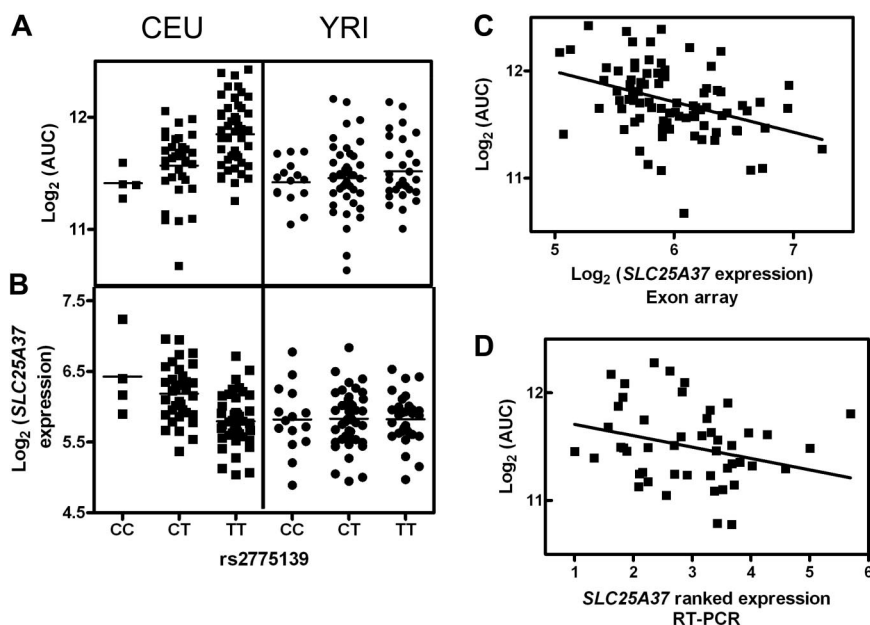 A CEU YRI
Log2 (AUC)
12
11
B
Log2 (SLC25A37
expression)
7.5
6.5
5.5
4.5
CC CT TT CC CT TT
rs2775139
C
Log2 (AUC)
12
11
5 6 7
Log2 (SLC25A37 expression)
Exon array
D
Log2 (AUC)
12
11
1 2 3 4 5 6
SLC25A37 ranked expression
RT-PCR